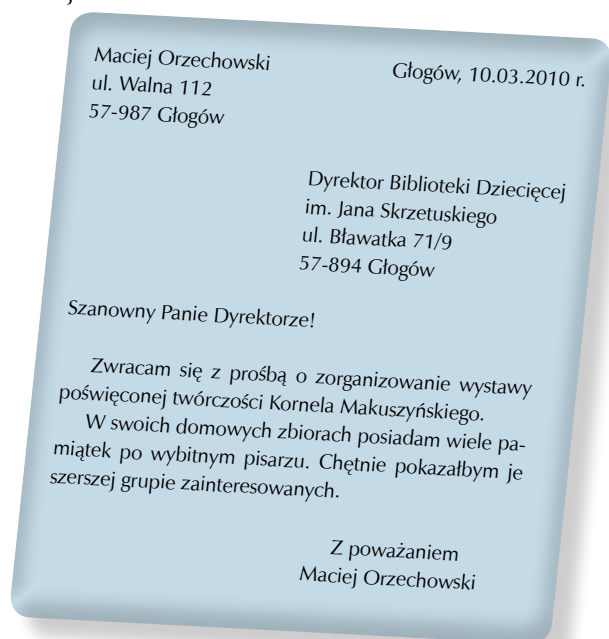 Maciej Orzechowski
Głogów, 10.03.2010 r.
ul. Walna 112
57-987 Głogów
Dyrektor Biblioteki Dziecięcej
im. Jana Skrzetuskiego
ul. Bławatka 71/9
57-894 Głogów
Szanowny Panie Dyrektorze!
Zwracam się z prośbą o zorganizowanie wystawy
poświęconej twórczości Kornela Makuszyńskiego.
W swoich domowych zbiorach posiadam wiele pa-
miątek po wybitnym pisarzu. Chętnie pokazałbym je
szerszej grupie zainteresowanych.
Z poważaniem
Maciej Orzechowski